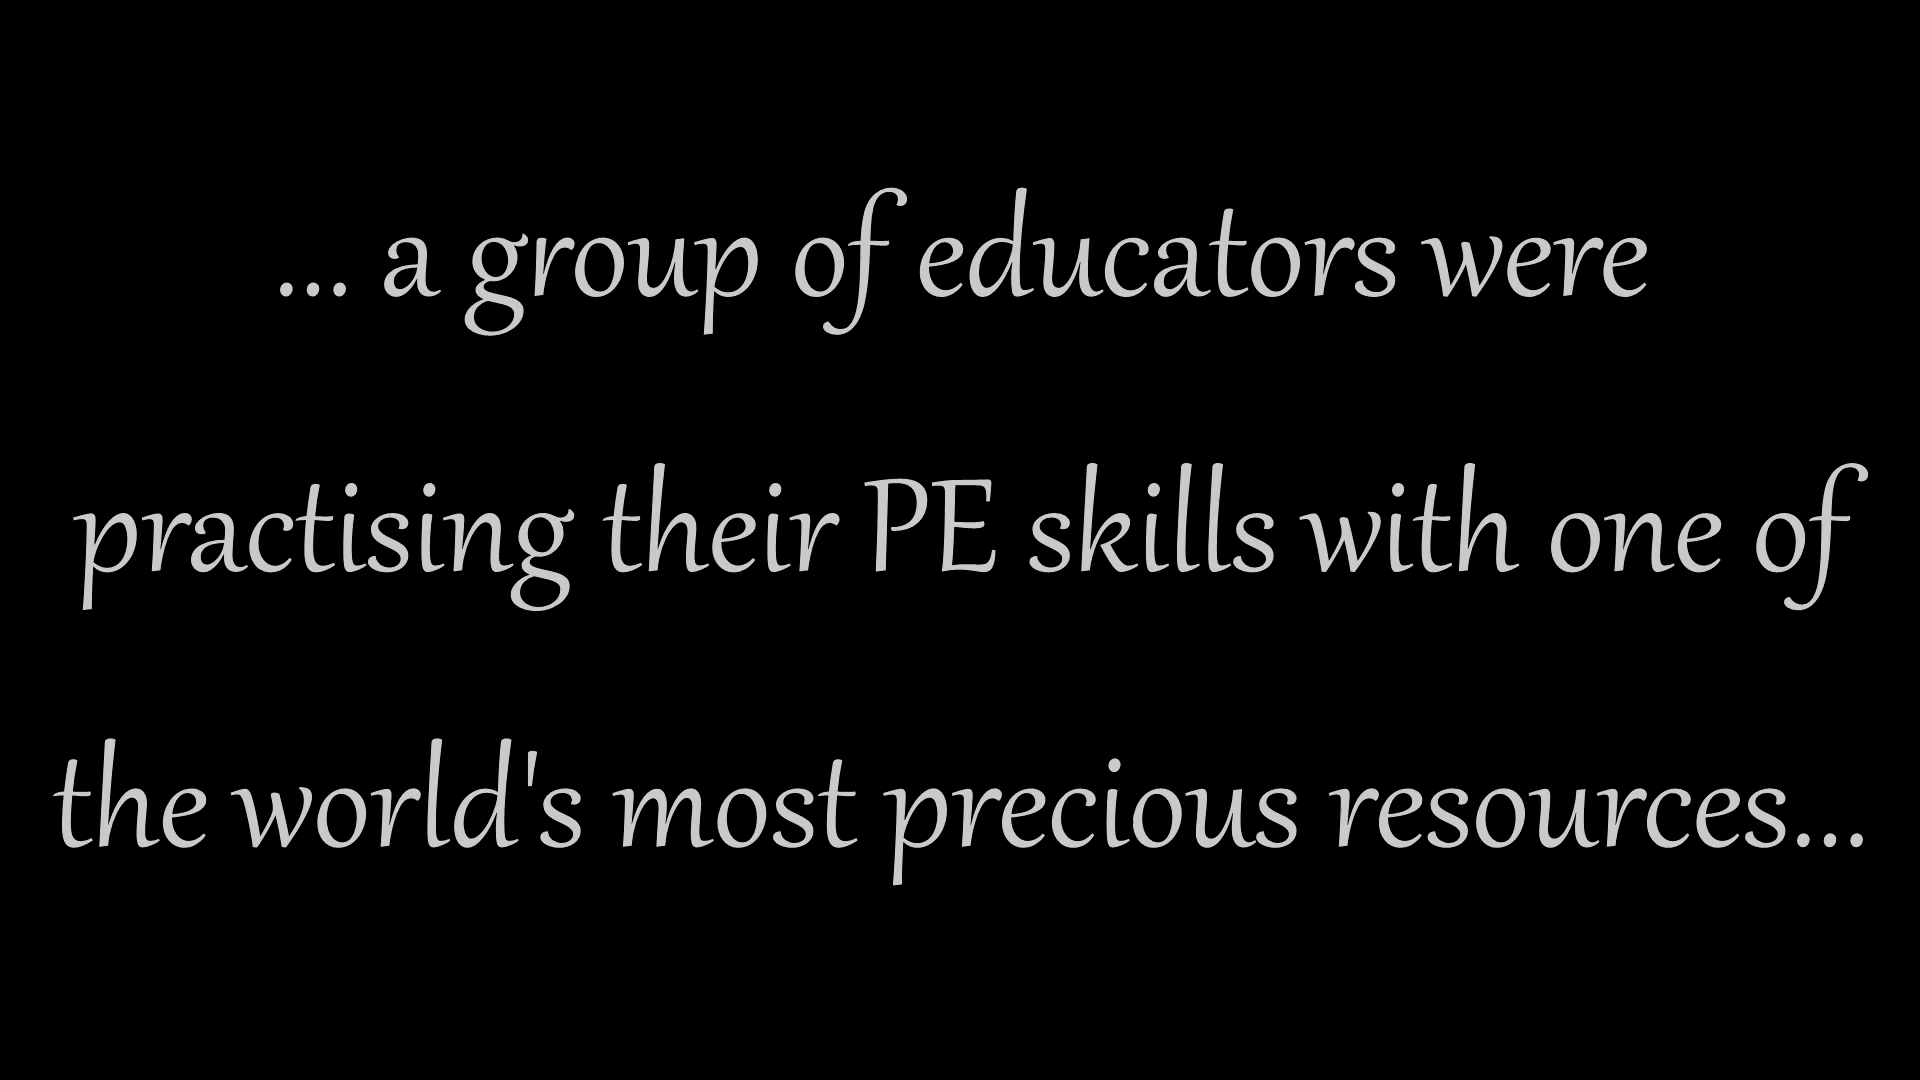 ... a group of educators were
practising their PE skills with one of
the world's most precious resources...